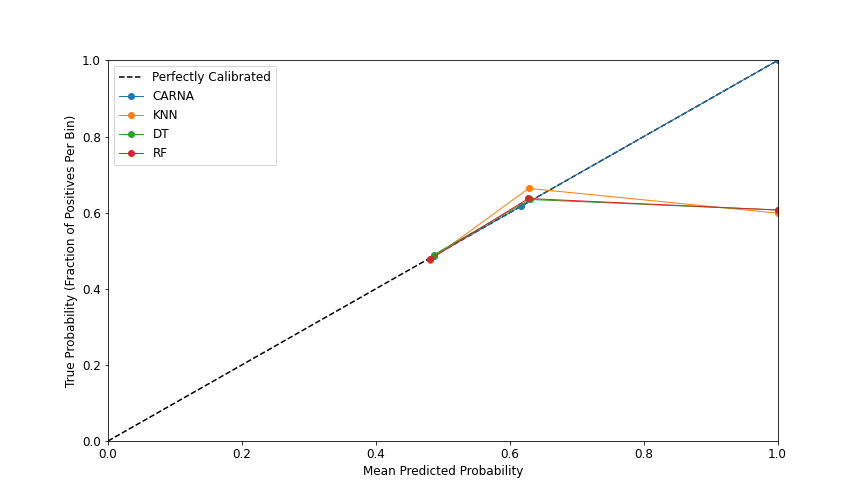 True Probability (Fraction of Positives Per Bin)
1.0
0.8
0.6
0.4
0.2
0.0
Perfectly Calibrated
CARNA
KNN
DT
RF
0.0 0.2 0.4 0.6 0.8 1.0
Mean Predicted Probability